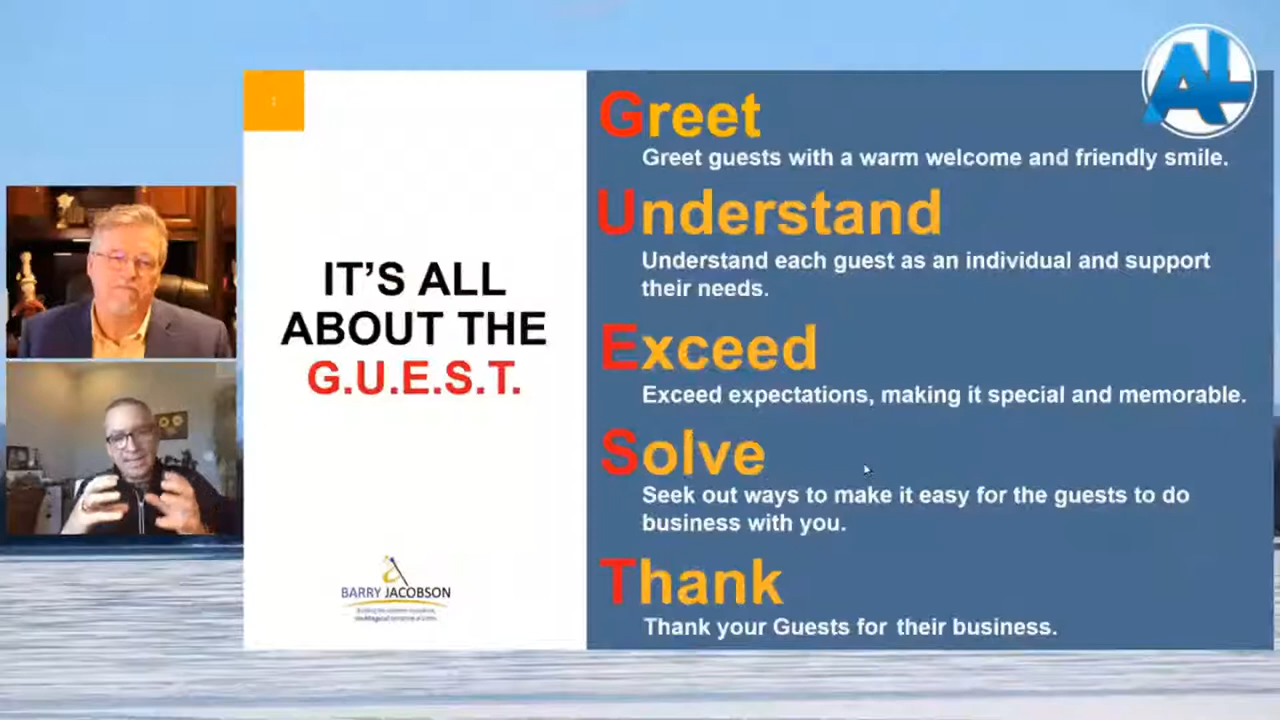 IT'S ALL
ABOUT THE
G.U.E.S.T.
BARRY JACOBSON
Greet
Greet guests with a warm welcome and friendly smile.
Understand
Understand each guest as an individual and support
their needs.
Exceed
Exceed expectations, making it special and memorable.
Solve
Seek out ways to make it easy for the guests to do
business with you.
Thank
Thank your Guests for their business.